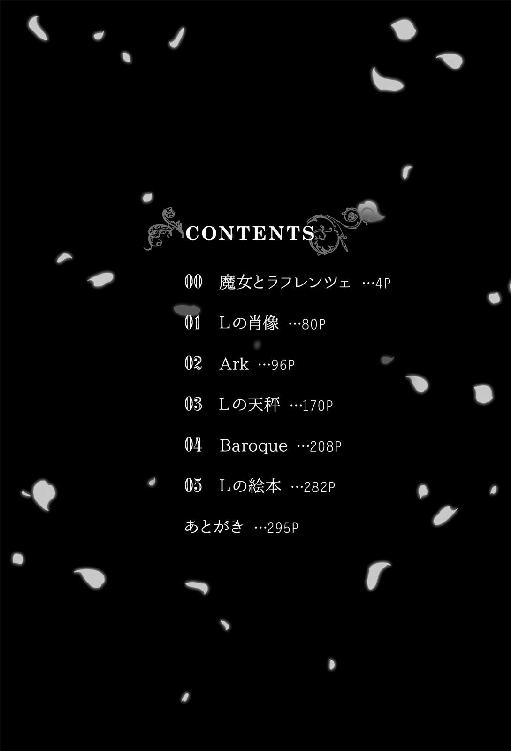 CONTENTS
00 魔女とラフレンツェ …4P
01 Lの肖像 …80P
02 Ark …96P
03 Lの天秤 …170P
04 Baroque …208P
05 Lの絵本 …282P
あとがき …295P